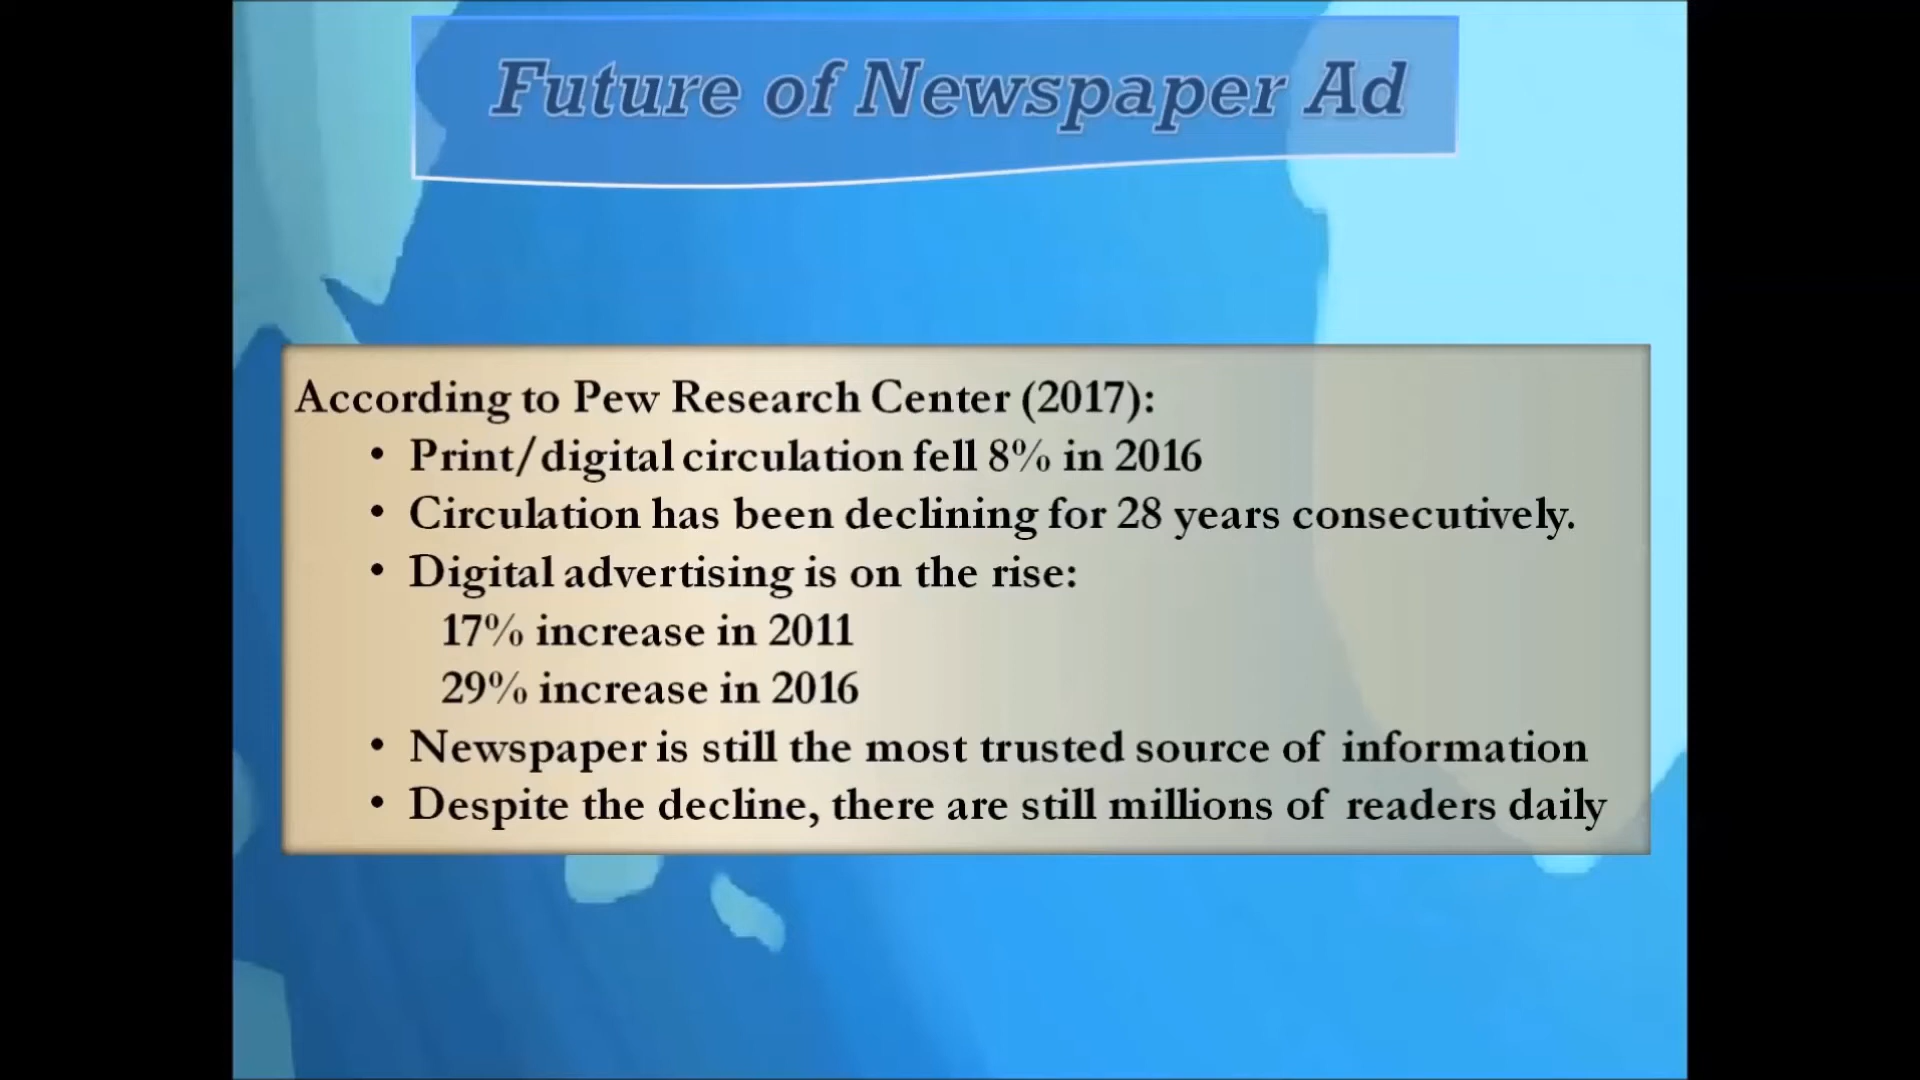 Future of Newspaper Ad
According to Pew Research Center (2017):
• Print/digital circulation fell 8% in 2016
• Circulation has been declining for 28 years consecutively.
• Digital advertising is on the rise:
17% increase in 2011
29% increase in 2016
• Newspaper is still the most trusted source of information
• Despite the decline, there are still millions of readers daily